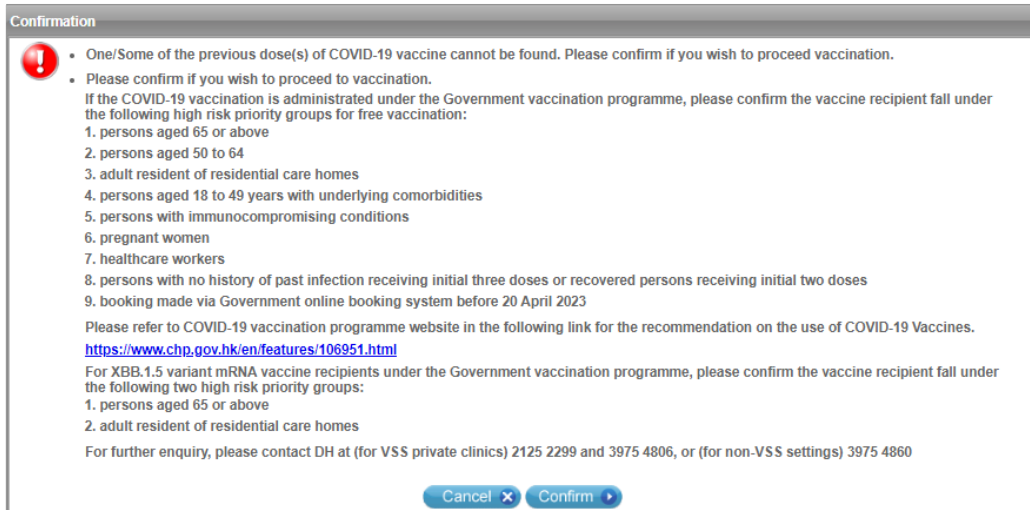 Confirmation
• One/Some of the previous dose(s) of COVID-19 vaccine cannot be found. Please confirm if you wish to proceed vaccination.
• Please confirm if you wish to proceed to vaccination.
If the COVID-19 vaccination is administrated under the Government vaccination programme, please confirm the vaccine recipient fall under
the following high risk priority groups for free vaccination:
1. persons aged 65 or above
2. persons aged 50 to 64
3. adult resident of residential care homes
4. persons aged 18 to 49 years with underlying comorbidities
5. persons with immunocompromising conditions
6. pregnant women
7. healthcare workers
8. persons with no history of past infection receiving initial three doses or recovered persons receiving initial two doses
9. booking made via Government online booking system before 20 April 2023
Please refer to COVID-19 vaccination programme website in the following link for the recommendation on the use of COVID-19 Vaccines.
https://www.chp.gov.hk/en/features/106951.html
For XBB.1.5 variant mRNA vaccine recipients under the Government vaccination programme, please confirm the vaccine recipient fall under
the following two high risk priority groups:
1. persons aged 65 or above
2. adult resident of residential care homes
For further enquiry, please contact DH at (for VSS private clinics) 2125 2299 and 3975 4806, or (for non-VSS settings) 3975 4860
Cancel Confirm